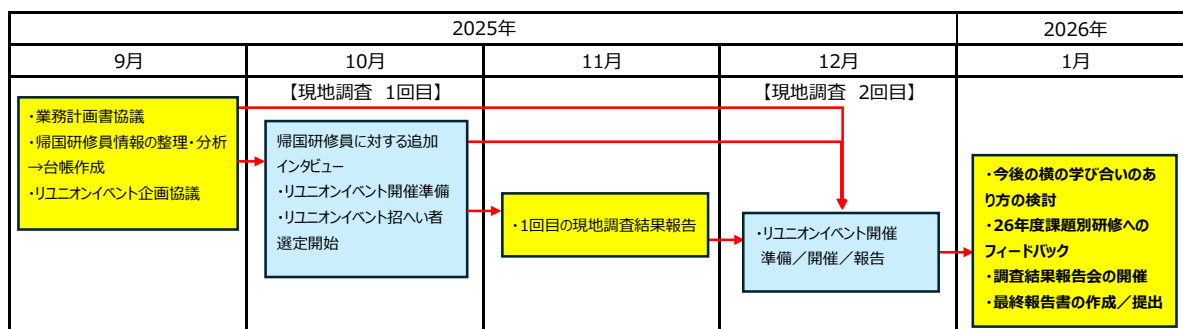 2025年
2026年
9月
10月
11月
12月
1月
【現地調査 1回目】
【現地調査 2回目】
・業務計画書協議
・帰国研修員情報の整理・分析
→台帳作成
・リユニオンイベント企画協議
帰国研修員に対する追加
インタビュー
・リユニオンイベント開催準備
・リユニオンイベント招へい者
選定開始
・1回目の現地調査結果報告
・リユニオンイベント開催
準備／開催／報告
・今後の横の学び合いのあ
り方の検討
・26年度課題別研修への
フィードバック
・調査結果報告会の開催
・最終報告書の作成／提出